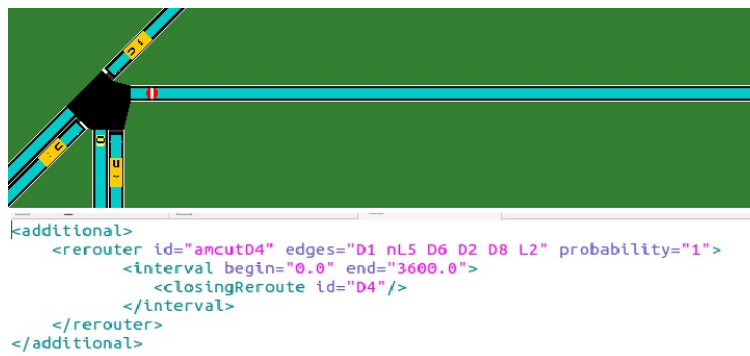 <additional>
<rerouter id="amcutD4" edges="D1 nL5 D6 D2 D8 L2" probability="1">
<interval begin="0.0" end="3600.0">
<closingReroute id="D4"/>
</interval>
</rerouter>
</additional>